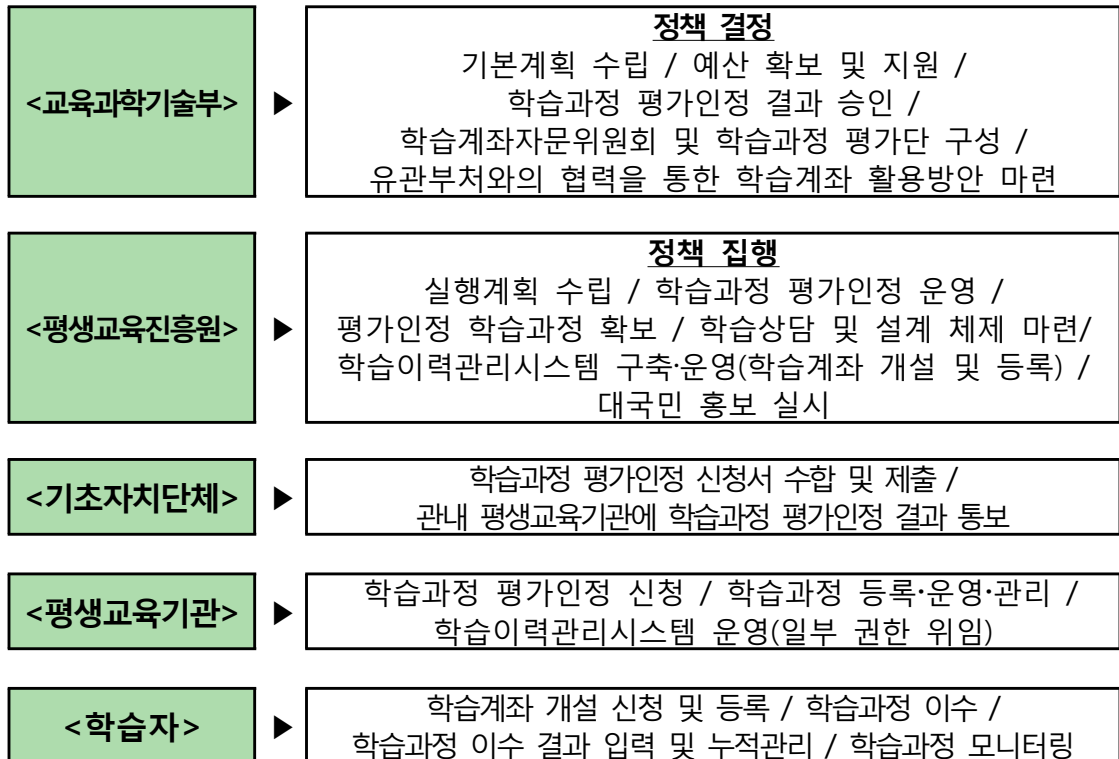 <교육과학기술부>
▶
정책 결정
기본계획 수립 / 예산 확보 및 지원 /
학습과정 평가인정 결과 승인 /
학습계좌자문위원회 및 학습과정 평가단 구성 /
유관부처와의 협력을 통한 학습계좌 활용방안 마련
<평생교육진흥원>
▶
정책 집행
실행계획 수립 / 학습과정 평가인정 운영 /
평가인정 학습과정 확보 / 학습상담 및 설계 체제 마련/
학습이력관리시스템 구축·운영(학습계좌 개설 및 등록) /
대국민 홍보 실시
<기초자치단체>
▶
학습과정 평가인정 신청서 수합 및 제출 /
관내 평생교육기관에 학습과정 평가인정 결과 통보
<평생교육기관>
▶
학습과정 평가인정 신청 / 학습과정 등록·운영·관리 /
학습이력관리시스템 운영(일부 권한 위임)
<학습자>
▶
학습계좌 개설 신청 및 등록 / 학습과정 이수 /
학습과정 이수 결과 입력 및 누적관리 / 학습과정 모니터링